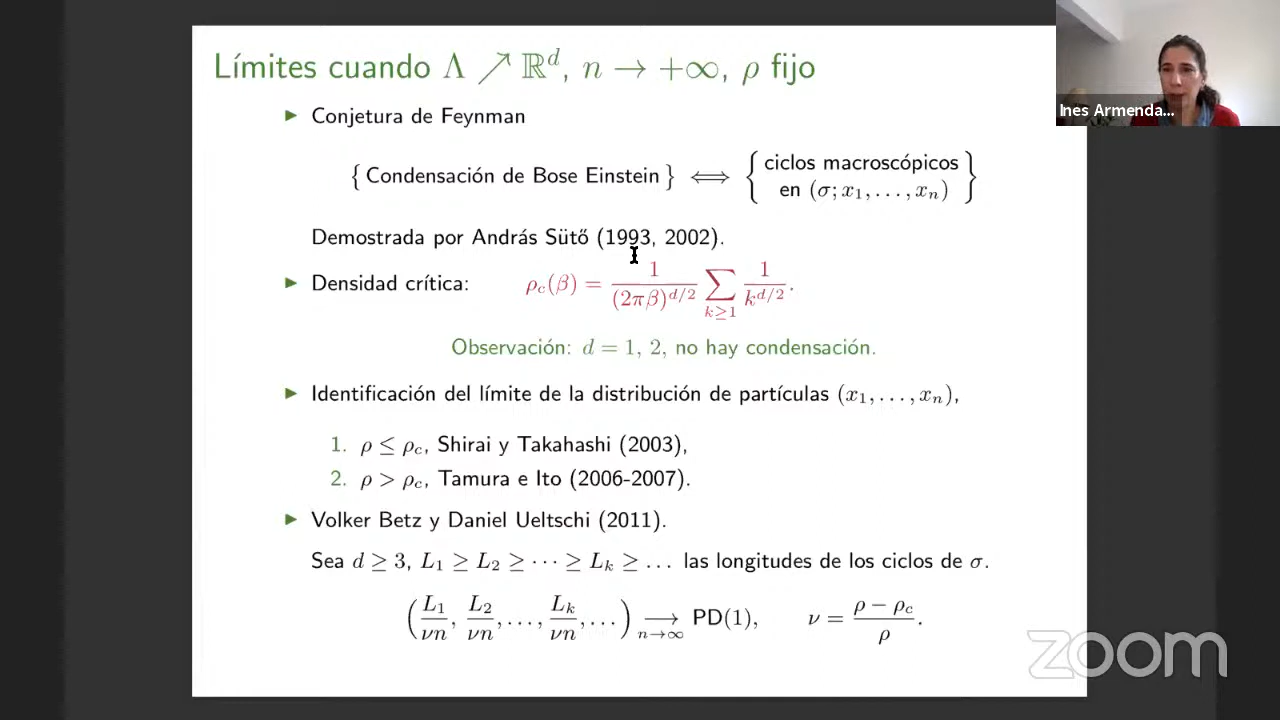 Límites cuando Λ ↗ ℝ^d, n → +∞, ρ fijo
▶ Conjetura de Feynman
{ Condensación de Bose Einstein } ⟺ { ciclos macroscópicos
en (σ; x_1, . . . , x_n) }
Demostrada por András Sütő (1993, 2002).
▶ Densidad crítica: ρ_c(β) = 1/(2πβ)^{d/2} ∑_{k≥1} 1/k^{d/2}.
Observación: d = 1, 2, no hay condensación.
▶ Identificación del límite de la distribución de partículas (x_1, . . . , x_n),
1. ρ ≤ ρ_c, Shirai y Takahashi (2003),
2. ρ > ρ_c, Tamura e Ito (2006-2007).
▶ Volker Betz y Daniel Ueltschi (2011).
Sea d ≥ 3, L_1 ≥ L_2 ≥ ··· ≥ L_k ≥ . . . las longitudes de los ciclos de σ.
(L_1/νn, L_2/νn, . . . , L_k/νn, . . .) ⟶_{n→∞} PD(1), ν = (ρ − ρ_c)/ρ.
Ines Armenda...
zoom